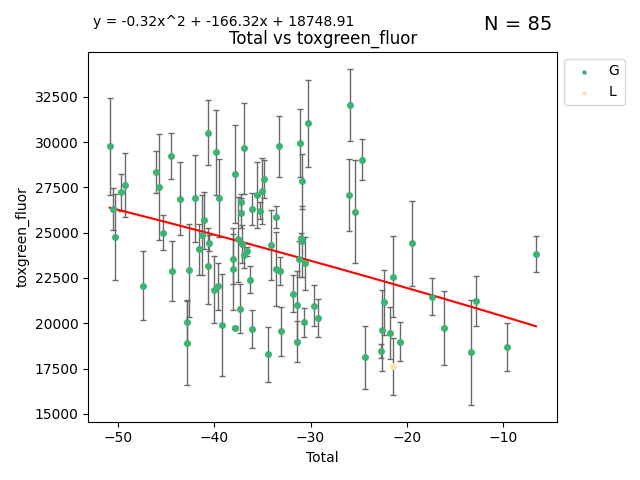 y = -0.32x^2 + -166.32x + 18748.91
N = 85
Total vs toxgreen_fluor
G
L
32500
30000
27500
25000
22500
20000
17500
15000
toxgreen_fluor
−50
−40
−30
−20
−10
Total